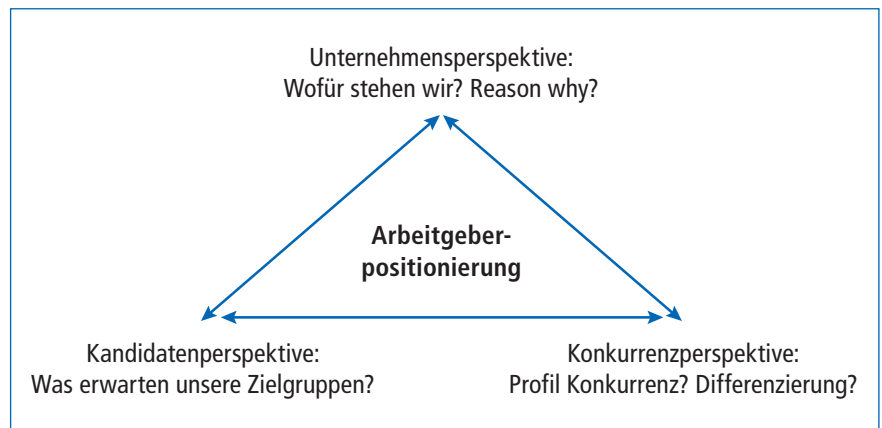 Unternehmensperspektive:
Wofür stehen wir? Reason why?
Arbeitgeber-
positionierung
Kandidatenperspektive:
Was erwarten unsere Zielgruppen?
Konkurrenzperspektive:
Profil Konkurrenz? Differenzierung?